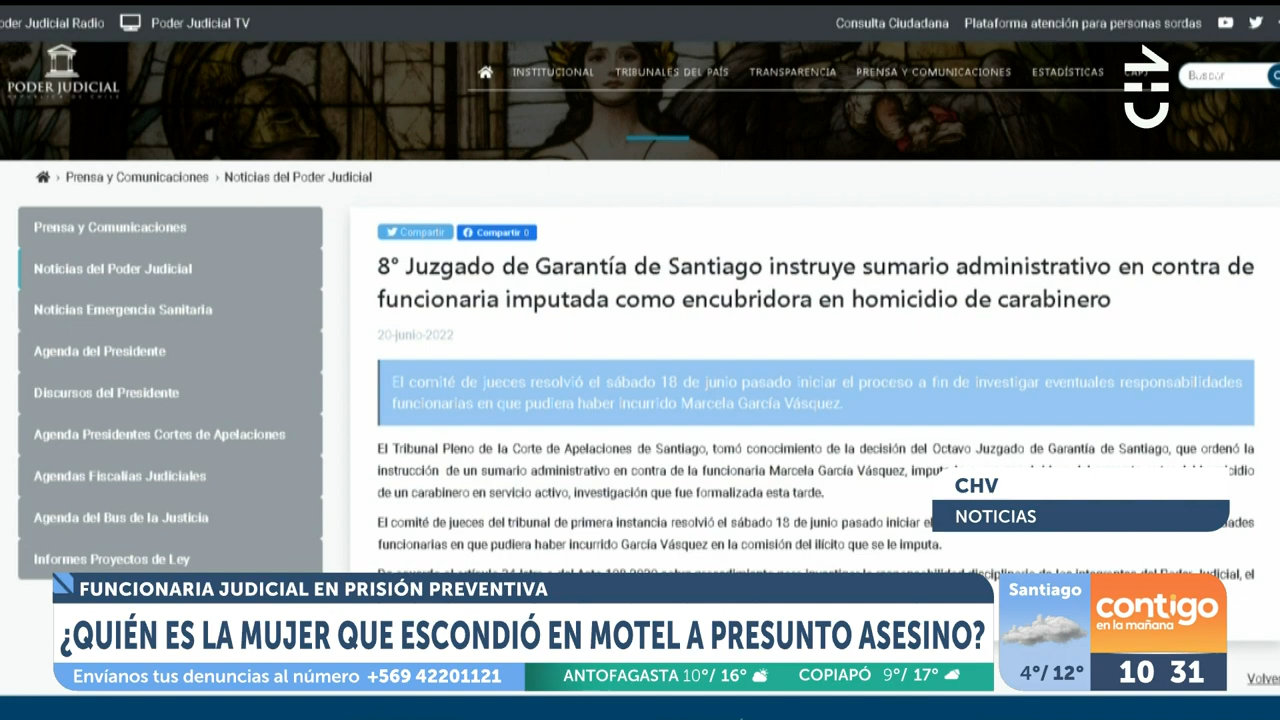 oder Judicial Radio Poder Judicial TV Consulta Ciudadana Plataforma atención para personas sordas
PODER JUDICIAL
REPUBLICA DE CHILE
INSTITUCIONAL TRIBUNALES DEL PAÍS TRANSPARENCIA PRENSA Y COMUNICACIONES ESTADÍSTICAS CAPJ
Buscar
CHV
› Prensa y Comunicaciones › Noticias del Poder Judicial
Prensa y Comunicaciones
Noticias del Poder Judicial
Noticias Emergencia Sanitaria
Agenda del Presidente
Discursos del Presidente
Agenda Presidentes Cortes de Apelaciones
Agendas Fiscalías Judiciales
Agenda del Bus de la Justicia
Informes Proyectos de Ley
Compartir Compartir 0
8° Juzgado de Garantía de Santiago instruye sumario administrativo en contra de
funcionaria imputada como encubridora en homicidio de carabinero
20-junio-2022
El comité de jueces resolvió el sábado 18 de junio pasado iniciar el proceso a fin de investigar eventuales responsabilidades
funcionarias en que pudiera haber incurrido Marcela García Vásquez.
El Tribunal Pleno de la Corte de Apelaciones de Santiago, tomó conocimiento de la decisión del Octavo Juzgado de Garantía de Santiago, que ordenó la
instrucción de un sumario administrativo en contra de la funcionaria Marcela García Vásquez,
de un carabinero en servicio activo, investigación que fue formalizada esta tarde.
El comité de jueces del tribunal de primera instancia resolvió el sábado 18 de junio pasado iniciar el
funcionarias en que pudiera haber incurrido García Vásquez en la comisión del ilícito que se le imputa.
Judicial, el
CHV
NOTICIAS
FUNCIONARIA JUDICIAL EN PRISIÓN PREVENTIVA
¿QUIÉN ES LA MUJER QUE ESCONDIÓ EN MOTEL A PRESUNTO ASESINO?
Envíanos tus denuncias al número +569 42201121 ANTOFAGASTA 10°/ 16° COPIAPÓ 9°/ 17°
Santiago
4°/ 12°
contigo
en la mañana
10 31
Volver